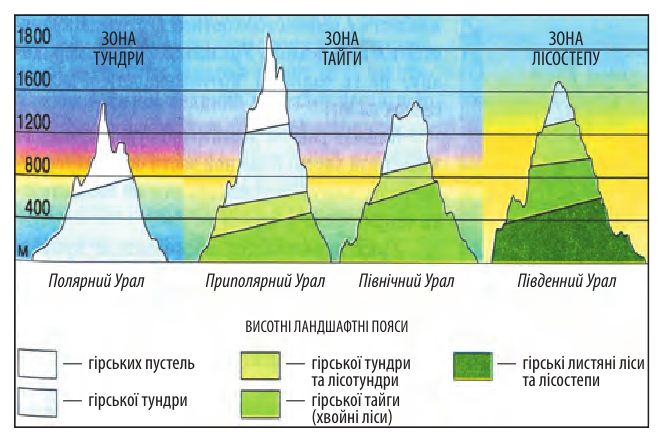 1800
1600
1200
800
400
м
ЗОНА
ТУНДРИ
ЗОНА
ТАЙГИ
ЗОНА
ЛІСОСТЕПУ
Полярний Урал
Приполярний Урал
Північний Урал
Південний Урал
ВИСОТНІ ЛАНДШАФТНІ ПОЯСИ
— гірських пустель
— гірської тундри
— гірської тундри
та лісотундри
— гірської тайги
(хвойні ліси)
— гірські листяні ліси
та лісостепи